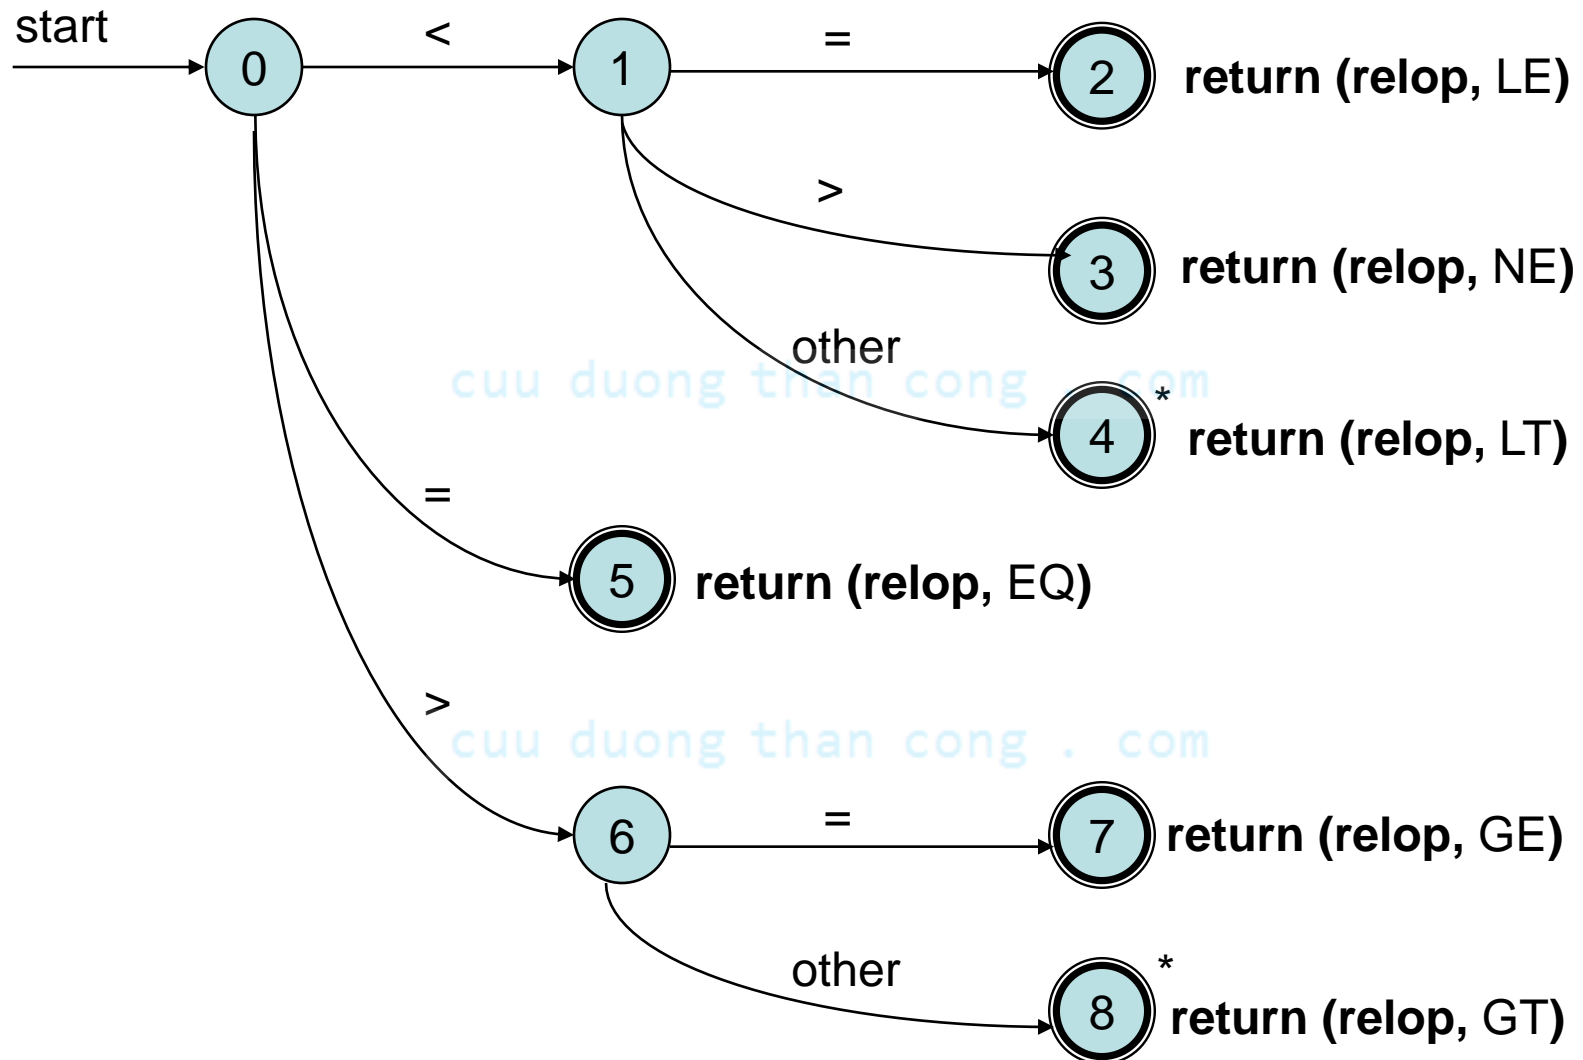 start
0
<
1
=
2
return (relop, LE)
>
3
return (relop, NE)
other
cuu duong than cong . com
4
*
return (relop, LT)
=
5
return (relop, EQ)
>
cuu duong than cong . com
6
=
7
return (relop, GE)
other
8
*
return (relop, GT)